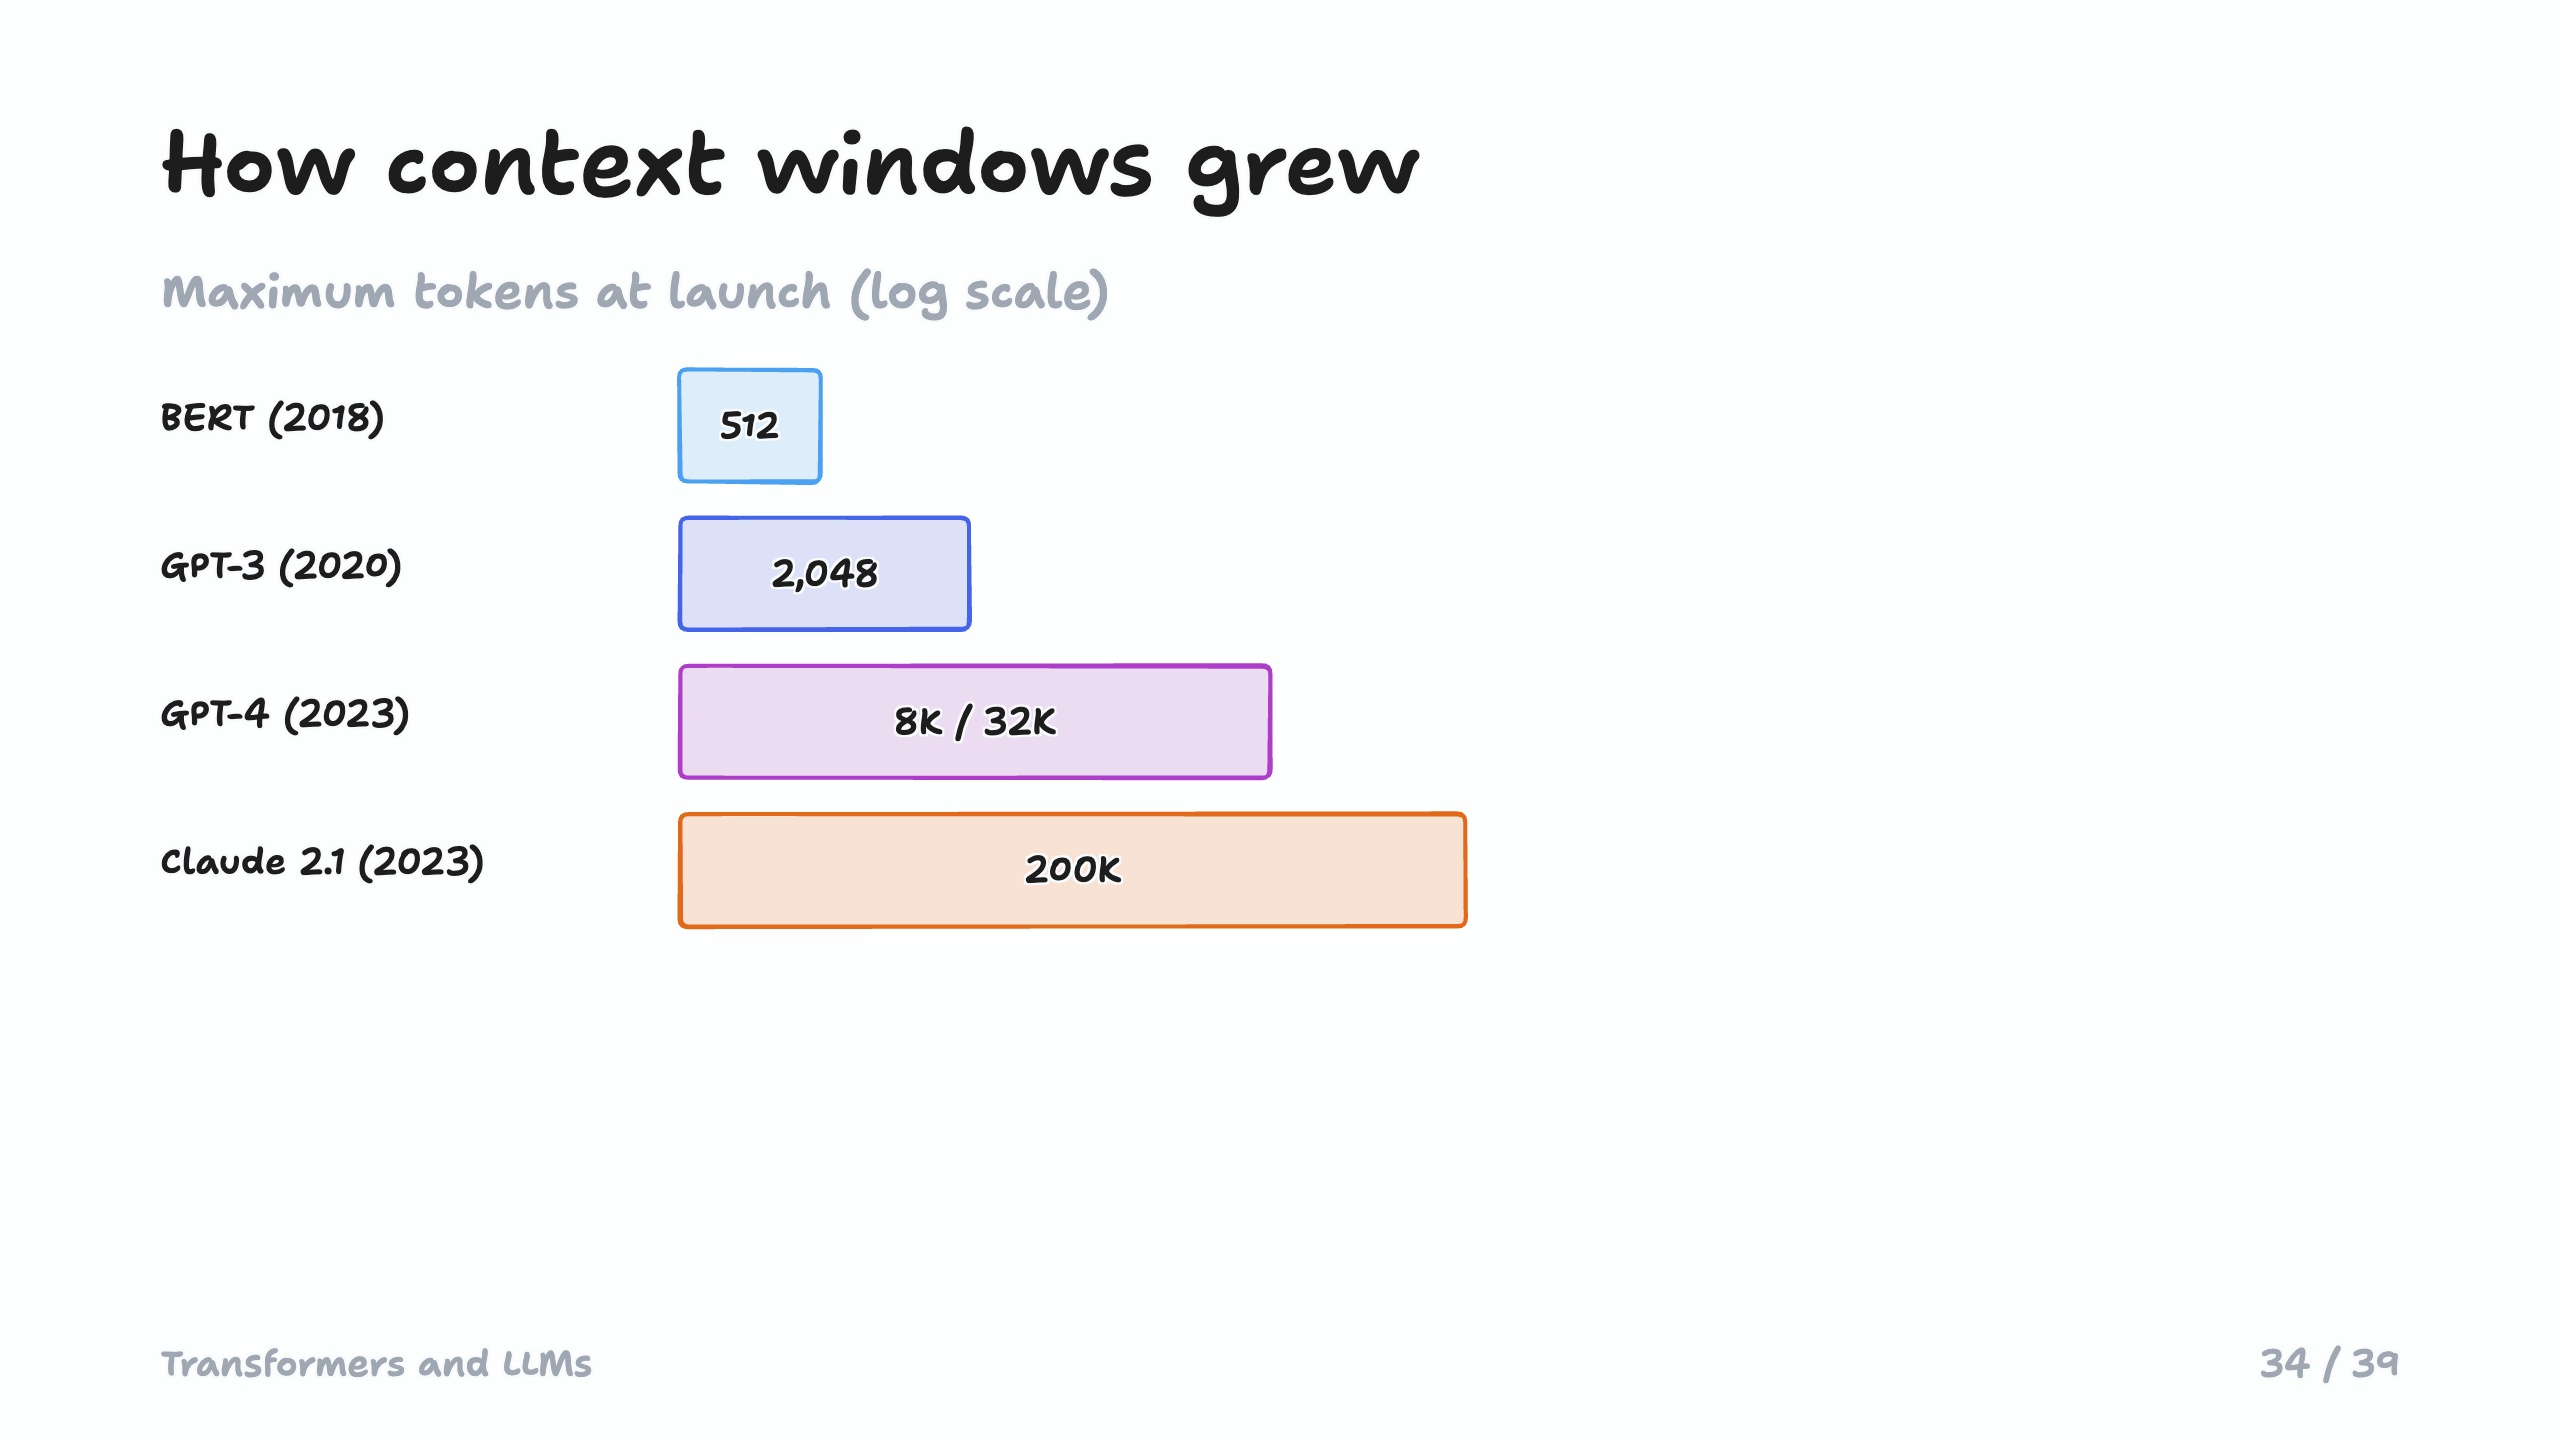 How context windows grew
Maximum tokens at launch (log scale)
BERT (2018)
512
GPT-3 (2020)
2,048
GPT-4 (2023)
8K / 32K
Claude 2.1 (2023)
200K
Transformers and LLMs
34 / 39